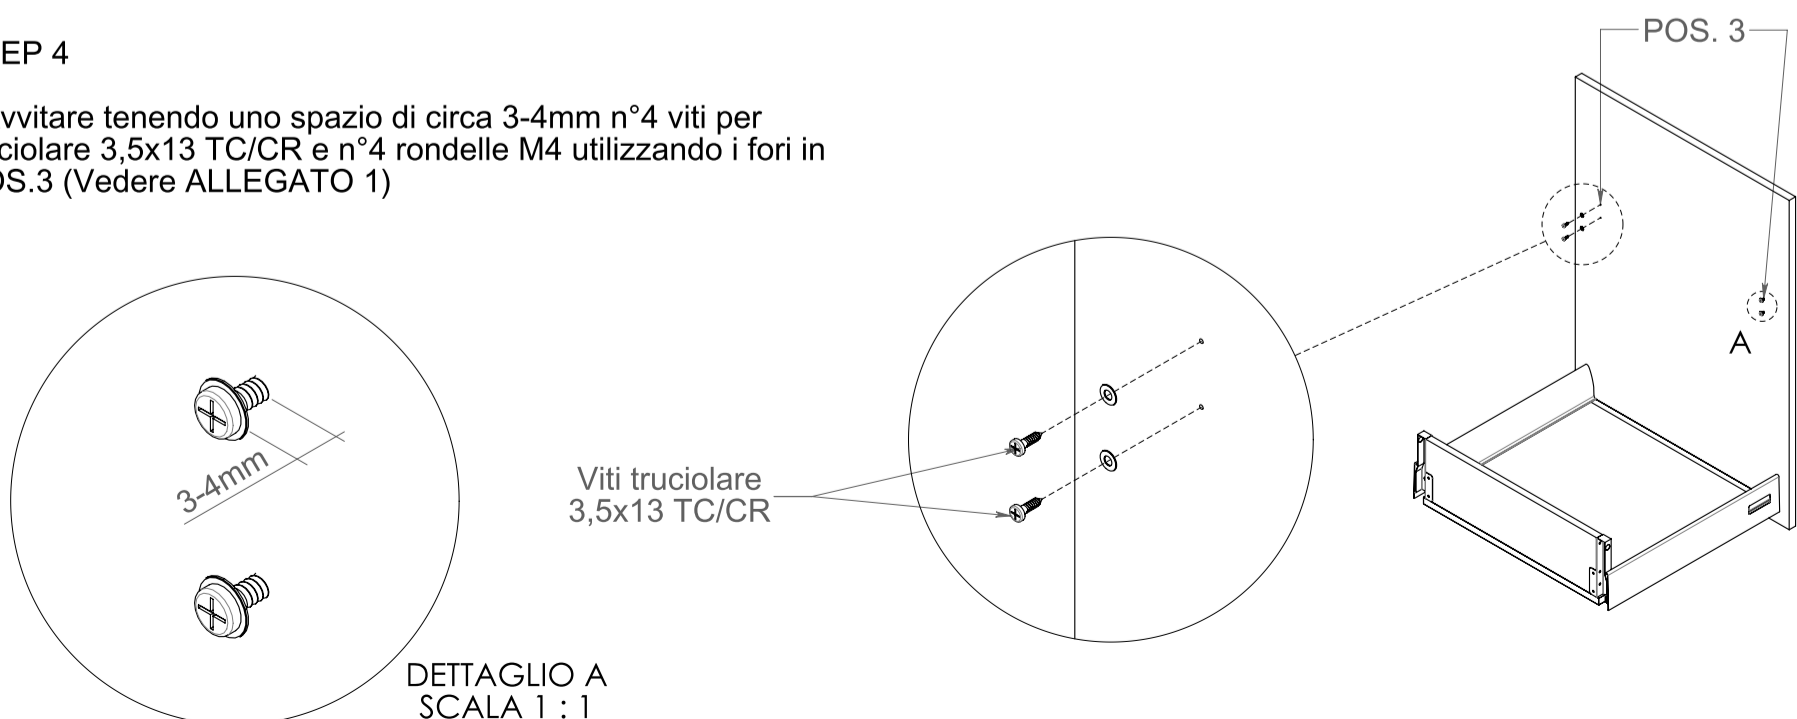 EP 4
vvitare tenendo uno spazio di circa 3-4mm n°4 viti per
ciolare 3,5x13 TC/CR e n°4 rondelle M4 utilizzando i fori in
OS.3 (Vedere ALLEGATO 1)
POS. 3
A
3-4mm
Viti truciolare
3,5x13 TC/CR
DETTAGLIO A
SCALA 1 : 1